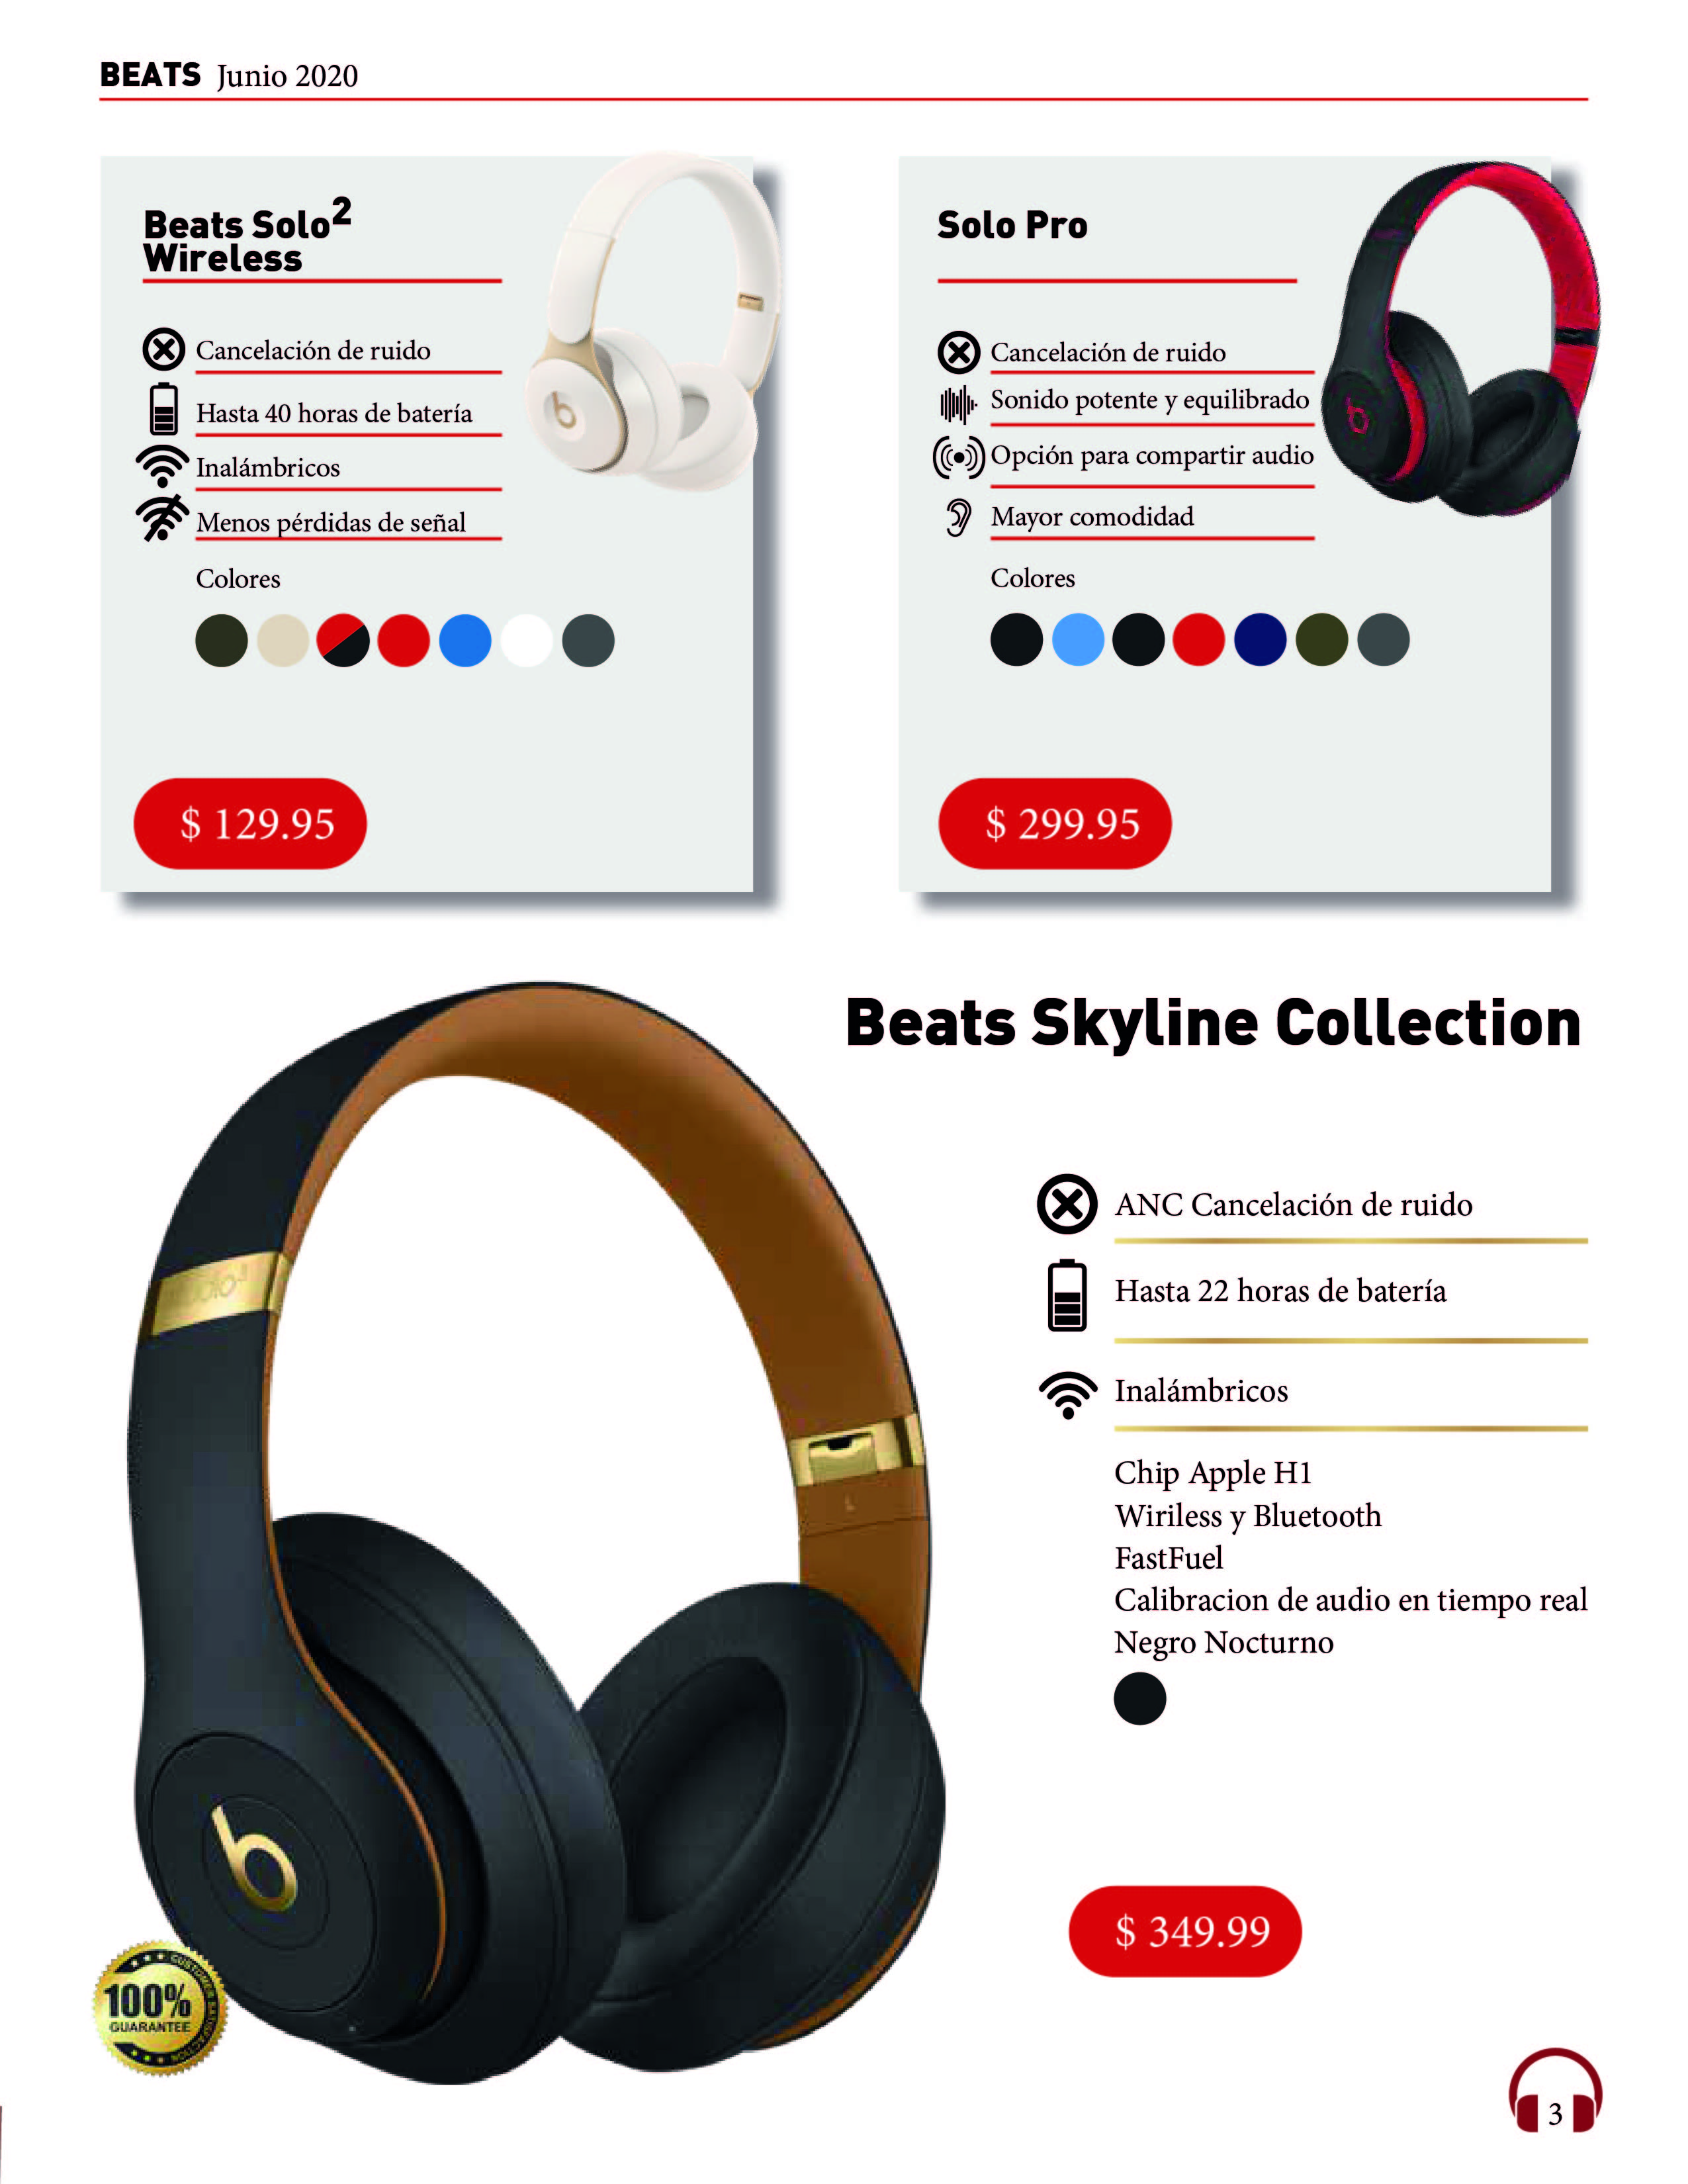 BEATS Junio 2020
Beats Solo2
Wireless
Cancelación de ruido
Hasta 40 horas de batería
Inalámbricos
Menos pérdidas de señal
Colores
$ 129.95
Solo Pro
Cancelación de ruido
Sonido potente y equilibrado
Opción para compartir audio
Mayor comodidad
Colores
$ 299.95
Beats Skyline Collection
ANC Cancelación de ruido
Hasta 22 horas de batería
Inalámbricos
Chip Apple H1
Wiriless y Bluetooth
FastFuel
Calibracion de audio en tiempo real
Negro Nocturno
$ 349.99
L
b
CUSTOMER SATISFACTION
100%
GUARANTEE
3